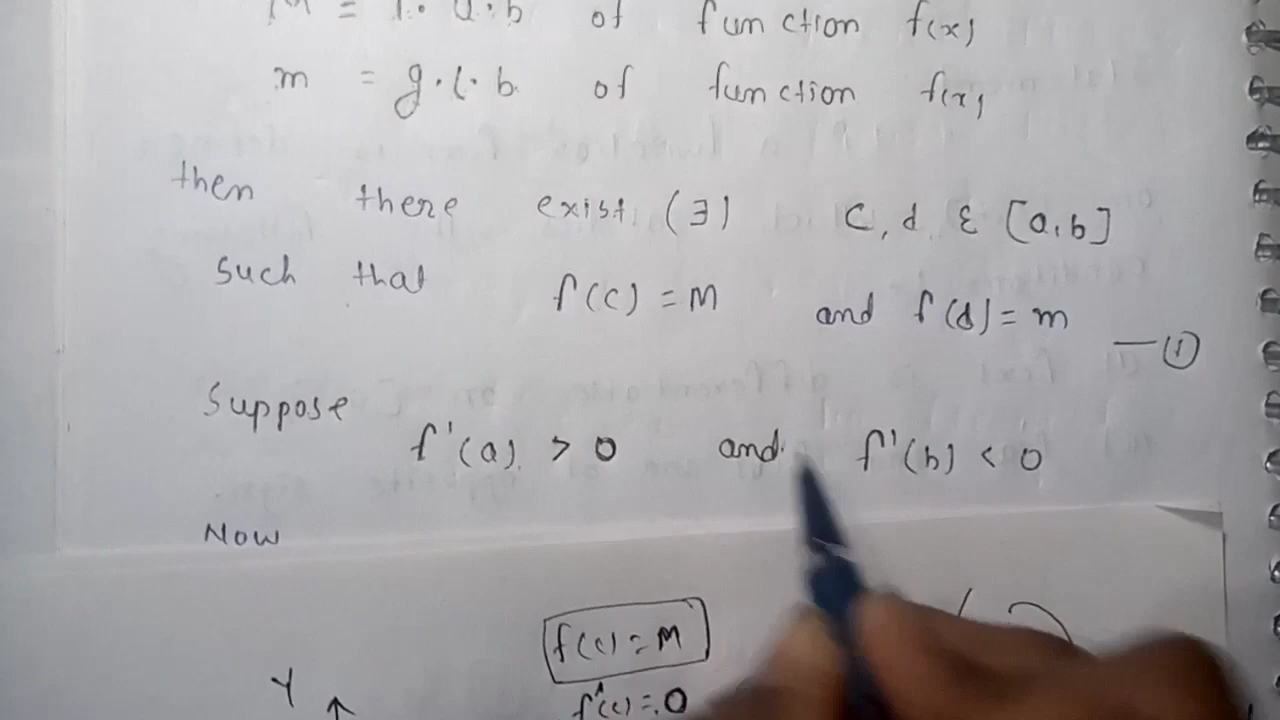 M = l.u.b of function f(x)
m = g.l.b. of function f(x)
then there exist (∃) c, d ε [a,b]
such that f(c) = M and f(d) = m — ①
Suppose f'(a) > 0 and f'(b) < 0
Now
f(c) = M
Y f'(c) = 0